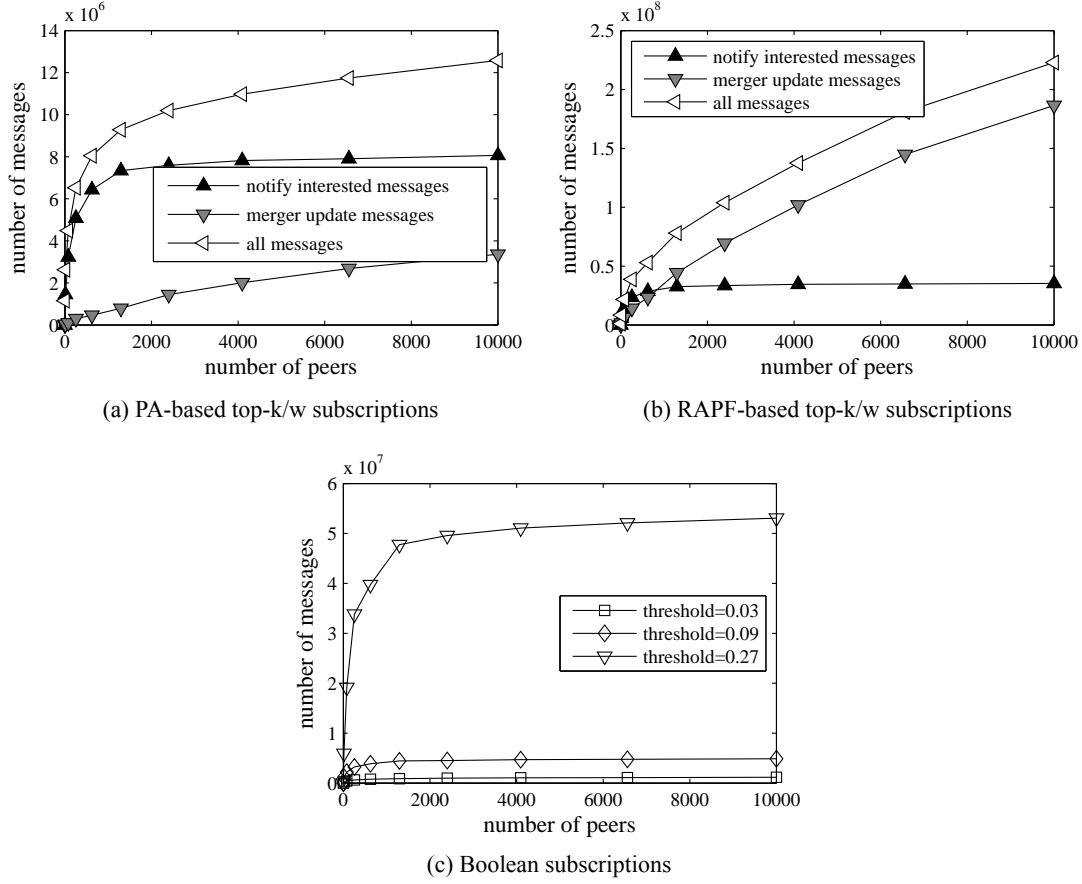 x 10^6
14
12
10
8
6
4
2
0
number of messages
notify interested messages
merger update messages
all messages
0 2000 4000 6000 8000 10000
number of peers
(a) PA-based top-k/w subscriptions
x 10^8
2.5
2
1.5
1
0.5
0
number of messages
notify interested messages
merger update messages
all messages
0 2000 4000 6000 8000 10000
number of peers
(b) RAPF-based top-k/w subscriptions
x 10^7
6
5
4
3
2
1
0
number of messages
threshold=0.03
threshold=0.09
threshold=0.27
0 2000 4000 6000 8000 10000
number of peers
(c) Boolean subscriptions